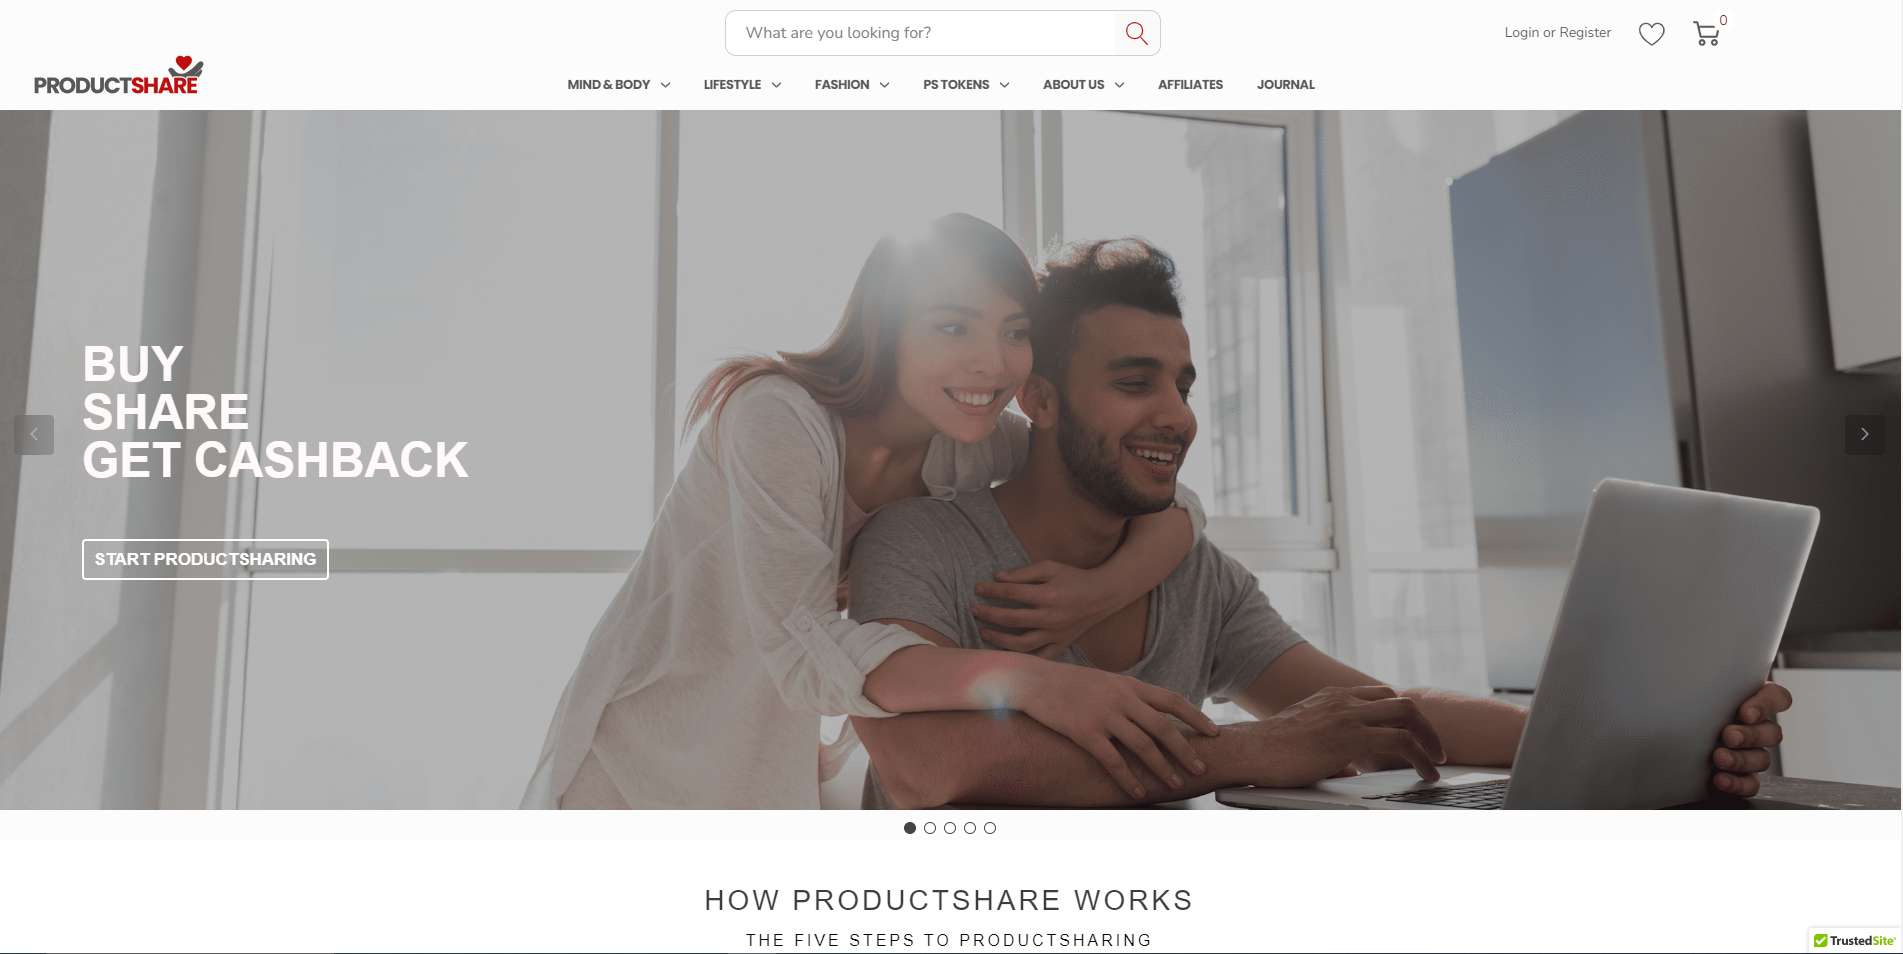 What are you looking for?
Login or Register
0
PRODUCTSHARE
MIND & BODY
LIFESTYLE
FASHION
PS TOKENS
ABOUT US
AFFILIATES
JOURNAL
BUY
SHARE
GET CASHBACK
START PRODUCTSHARING
HOW PRODUCTSHARE WORKS
THE FIVE STEPS TO PRODUCTSHARING
TrustedSite